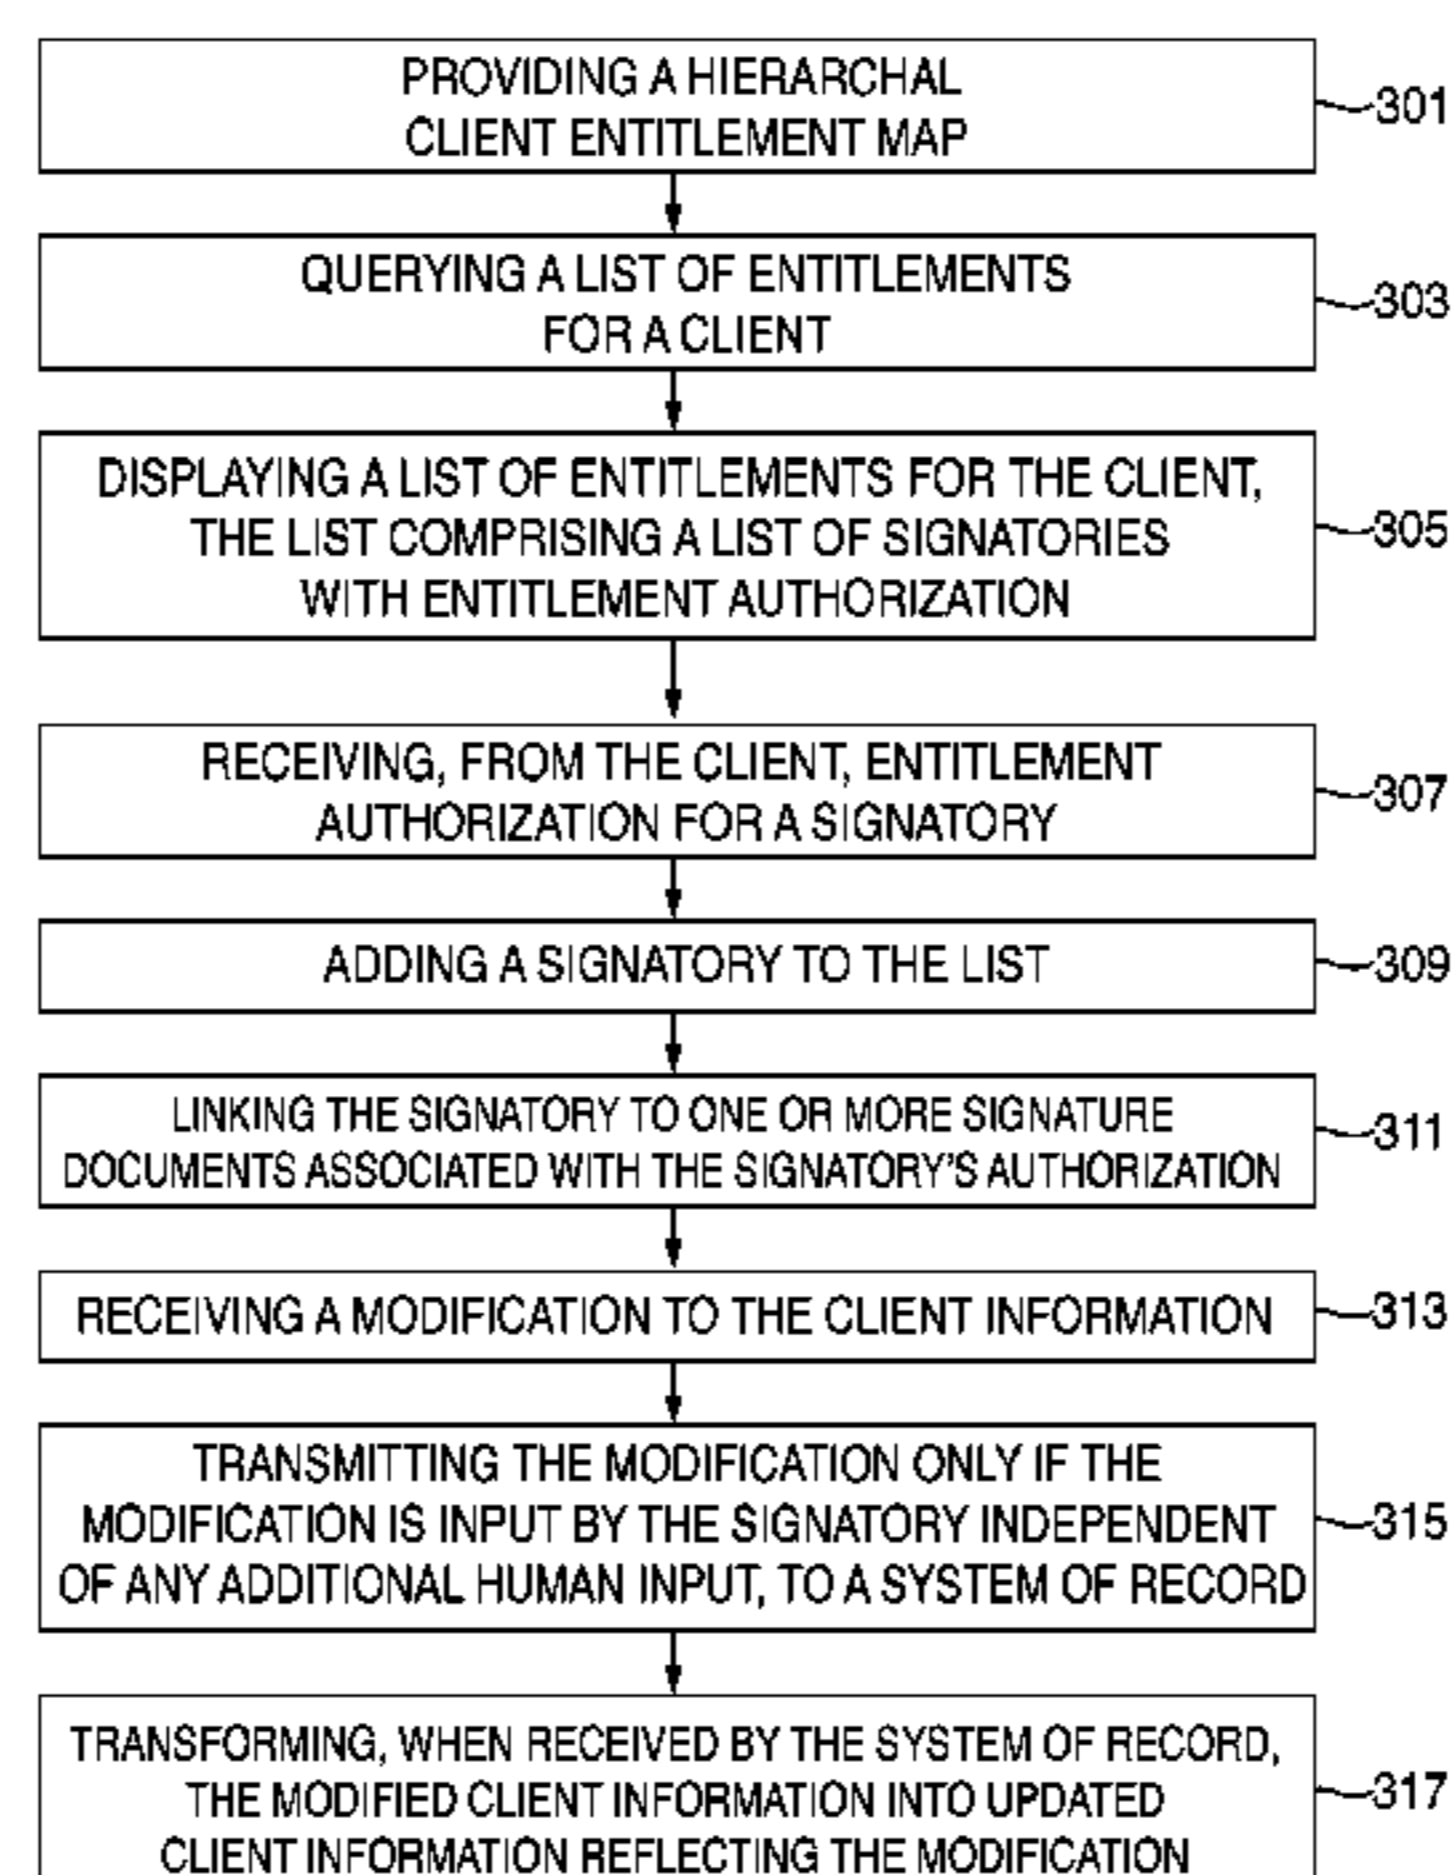 PROVIDING A HIERARCHAL
CLIENT ENTITLEMENT MAP
301
QUERYING A LIST OF ENTITLEMENTS
FOR A CLIENT
303
DISPLAYING A LIST OF ENTITLEMENTS FOR THE CLIENT,
THE LIST COMPRISING A LIST OF SIGNATORIES
WITH ENTITLEMENT AUTHORIZATION
305
RECEIVING, FROM THE CLIENT, ENTITLEMENT
AUTHORIZATION FOR A SIGNATORY
307
ADDING A SIGNATORY TO THE LIST
309
LINKING THE SIGNATORY TO ONE OR MORE SIGNATURE
DOCUMENTS ASSOCIATED WITH THE SIGNATORY'S AUTHORIZATION
311
RECEIVING A MODIFICATION TO THE CLIENT INFORMATION
313
TRANSMITTING THE MODIFICATION ONLY IF THE
MODIFICATION IS INPUT BY THE SIGNATORY INDEPENDENT
OF ANY ADDITIONAL HUMAN INPUT, TO A SYSTEM OF RECORD
315
TRANSFORMING, WHEN RECEIVED BY THE SYSTEM OF RECORD,
THE MODIFIED CLIENT INFORMATION INTO UPDATED
CLIENT INFORMATION REFLECTING THE MODIFICATION
317